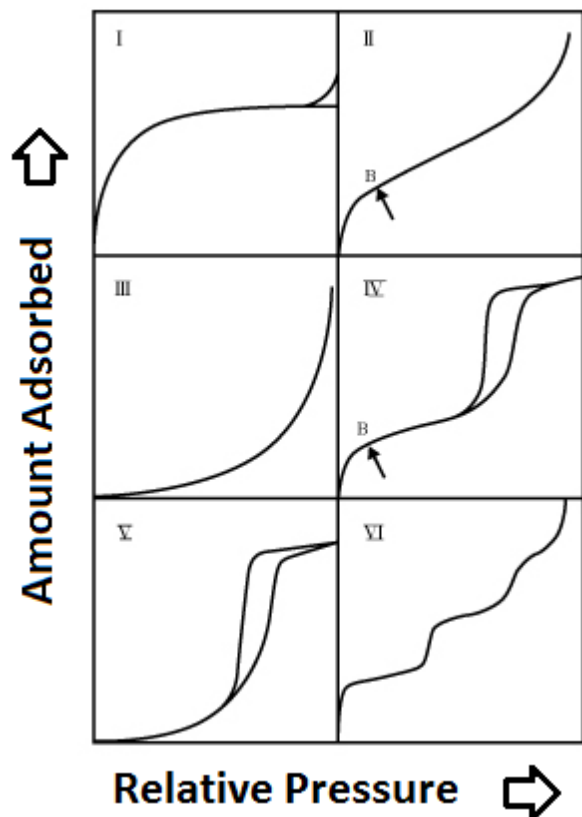 I
II
B
III
IV
B
V
VI
Amount Adsorbed
Relative Pressure